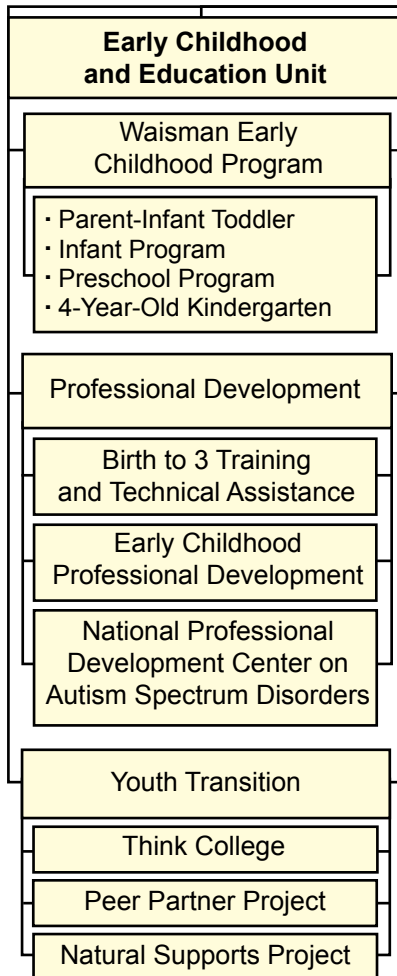 Early Childhood
and Education Unit
Waisman Early
Childhood Program
· Parent-Infant Toddler
· Infant Program
· Preschool Program
· 4-Year-Old Kindergarten
Professional Development
Birth to 3 Training
and Technical Assistance
Early Childhood
Professional Development
National Professional
Development Center on
Autism Spectrum Disorders
Youth Transition
Think College
Peer Partner Project
Natural Supports Project